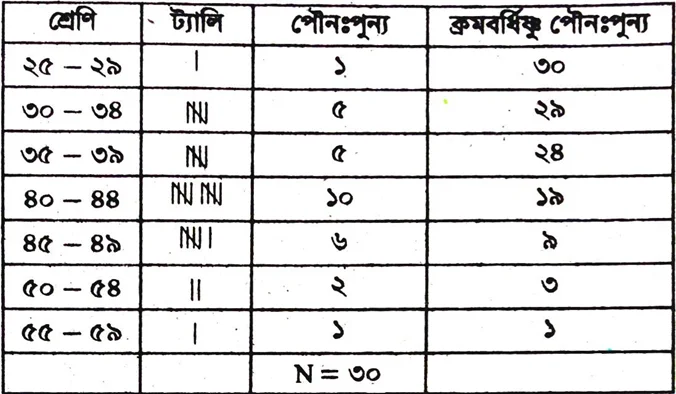 শ্রেণি ট্যালি পৌনঃপুন্য ক্রমবর্ধিষ্ণু পৌনঃপুন্য
২৫ – ২৯ | ১ ৩০
৩০ – ৩৪ 𝍸 ৫ ২৯
৩৫ – ৩৯ 𝍸 ৫ ২৪
৪০ – ৪৪ 𝍸 𝍸 ১০ ১৯
৪৫ – ৪৯ 𝍸 | ৬ ৯
৫০ – ৫৪ || ২ ৩
৫৫ – ৫৯ | ১ ১
N = ৩০